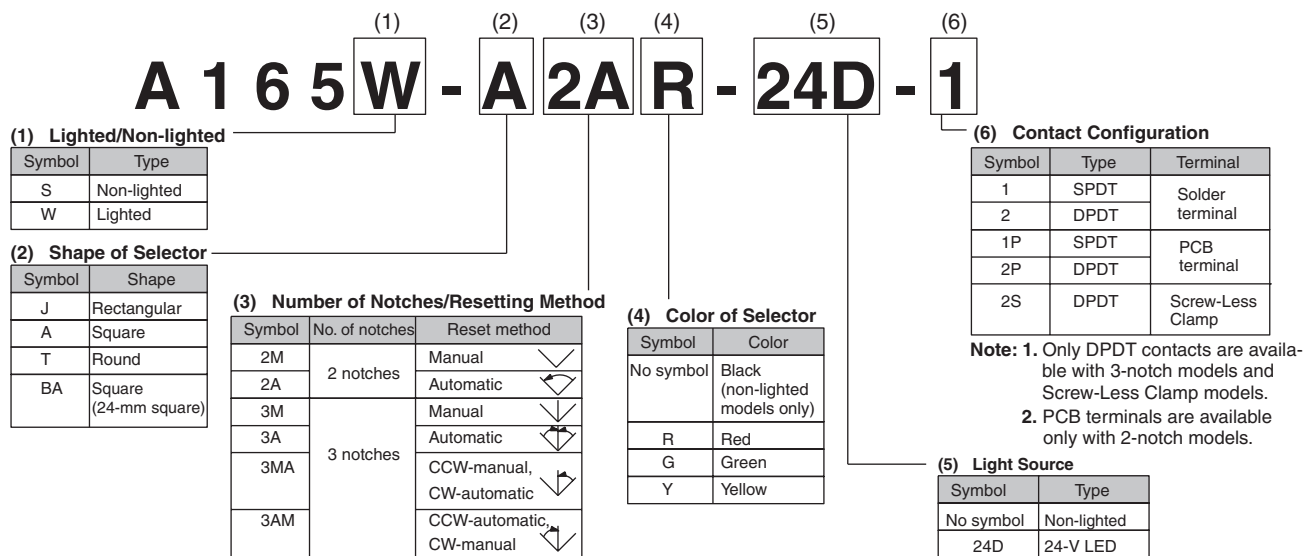 (1) (2) (3) (4) (5) (6)
A165W-A2AR-24D-1
(1) Lighted/Non-lighted
Symbol Type
S Non-lighted
W Lighted
(2) Shape of Selector
Symbol Shape
J Rectangular
A Square
T Round
BA Square
(24-mm square)
(3) Number of Notches/Resetting Method
Symbol No. of notches Reset method
2M 2 notches Manual
2A Automatic
3M 3 notches Manual
3A Automatic
3MA CCW-manual,
CW-automatic
3AM CCW-automatic,
CW-manual
(4) Color of Selector
Symbol Color
No symbol Black
(non-lighted
models only)
R Red
G Green
Y Yellow
(6) Contact Configuration
Symbol Type Terminal
1 SPDT Solder
terminal
2 DPDT
1P SPDT PCB
terminal
2P DPDT
2S DPDT Screw-Less
Clamp
Note: 1. Only DPDT contacts are availa-
ble with 3-notch models and
Screw-Less Clamp models.
2. PCB terminals are available
only with 2-notch models.
(5) Light Source
Symbol Type
No symbol Non-lighted
24D 24-V LED